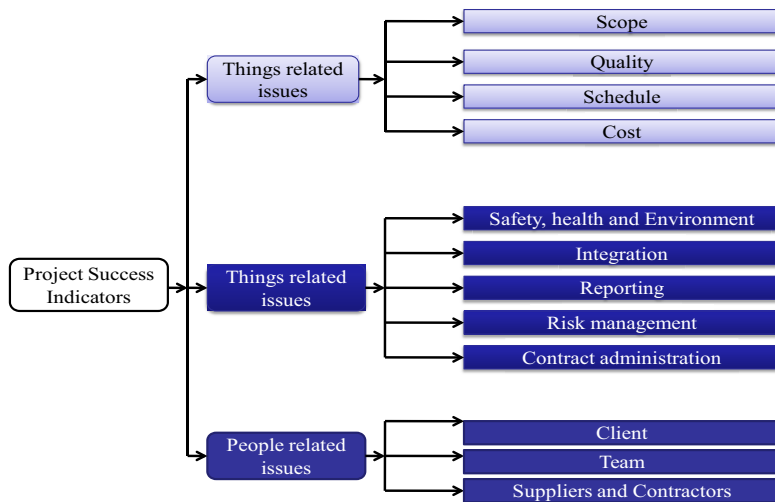 Project Success
Indicators
Things related
issues
Scope
Quality
Schedule
Cost
Things related
issues
Safety, health and Environment
Integration
Reporting
Risk management
Contract administration
People related
issues
Client
Team
Suppliers and Contractors